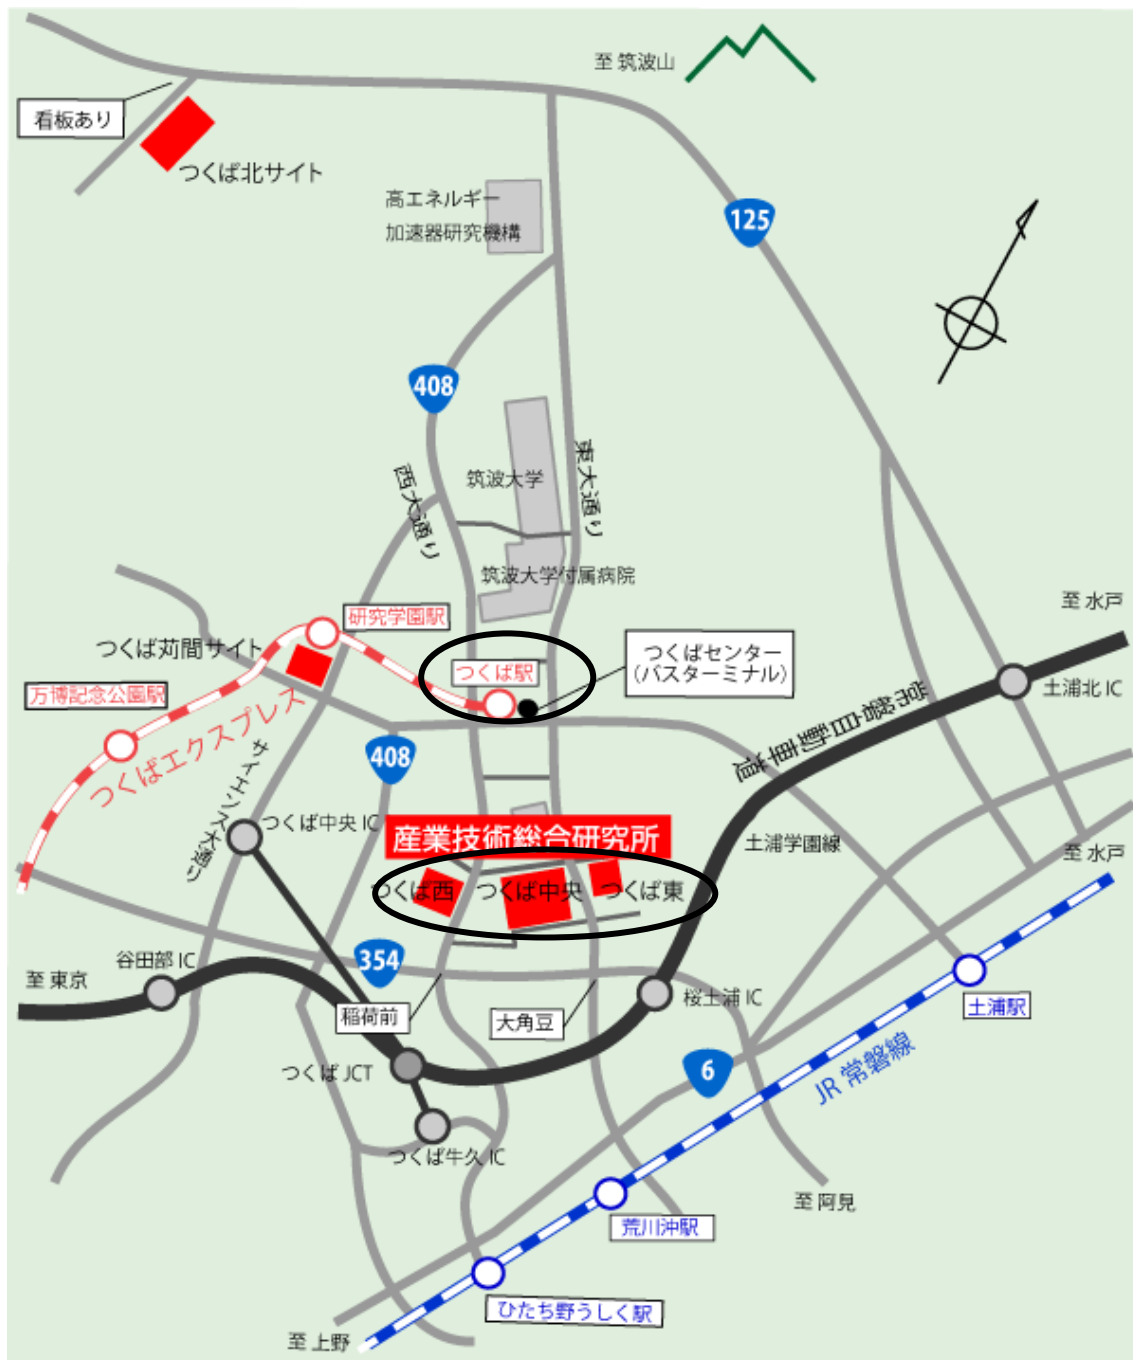 至 筑波山
看板あり
つくば北サイト
高エネルギー
加速器研究機構
125
408
筑波大学
東大通り
西大通り
筑波大学付属病院
至 水戸
研究学園駅
つくば苅間サイト
つくば駅
つくばセンター
(バスターミナル)
万博記念公園駅
土浦北 IC
つくばエクスプレス
常磐自動車道
408
サイエンス大通り
つくば中央 IC
産業技術総合研究所
土浦学園線
至 水戸
つくば西
つくば中央
つくば東
谷田部 IC
354
至 東京
桜土浦 IC
土浦駅
稲荷前
大角豆
つくば JCT
6
JR 常磐線
つくば牛久 IC
至 阿見
荒川沖駅
ひたち野うしく駅
至 上野